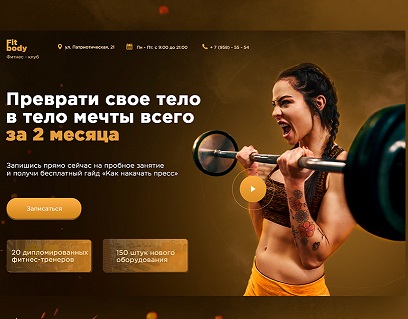 Fit
body
Фитнес - клуб
ул. Патриотическая, 21
Пн - Пт: с 9:00 до 21:00
+ 7 (958) - 55 - 54
Преврати свое тело
в тело мечты всего
за 2 месяца
Запишись прямо сейчас на пробное занятие
и получи бесплатный гайд «Как накачать пресс»
Записаться
20 дипломированных
фитнес-тренеров
150 штук нового
оборудования